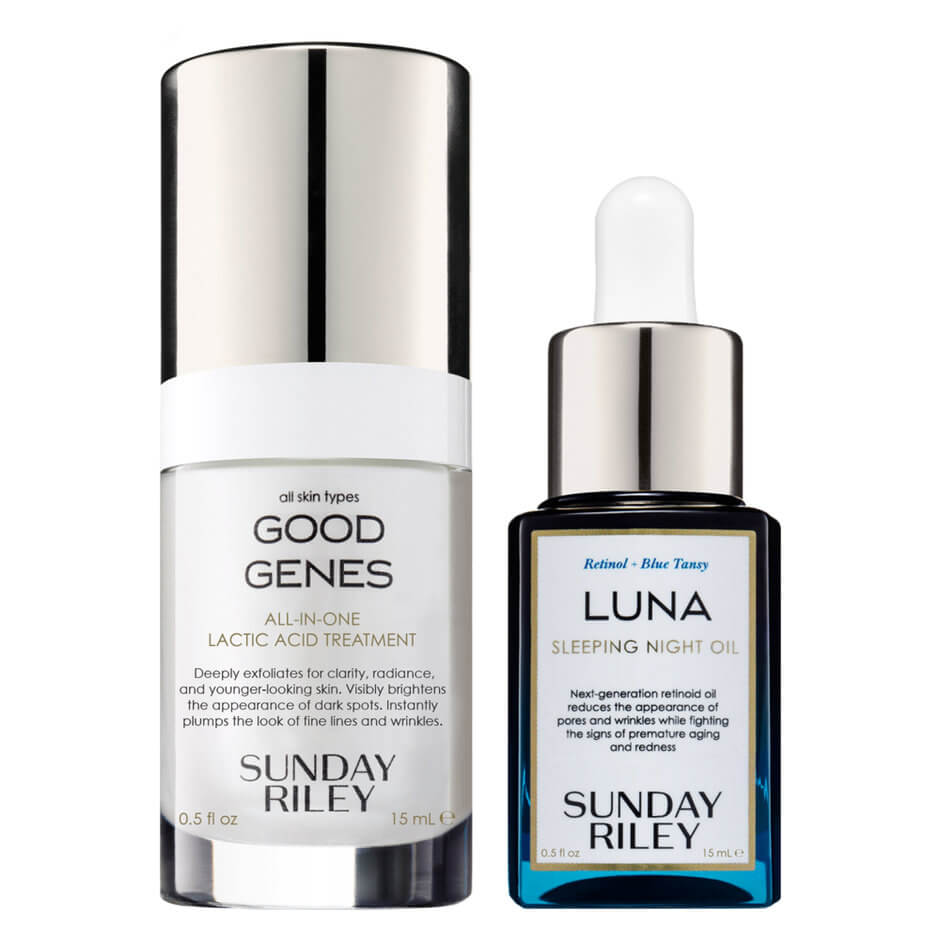 all skin types
GOOD
GENES
ALL-IN-ONE
LACTIC ACID TREATMENT
Deeply exfoliates for clarity, radiance,
and younger-looking skin. Visibly brightens
the appearance of dark spots. Instantly
plumps the look of fine lines and wrinkles.
SUNDAY
RILEY
0.5 fl oz 15 mL ℮
Retinol + Blue Tansy
LUNA
SLEEPING NIGHT OIL
Next-generation retinoid oil
reduces the appearance of
pores and wrinkles while fighting
the signs of premature aging
and redness
SUNDAY
RILEY
0.5 fl oz 15 mL ℮